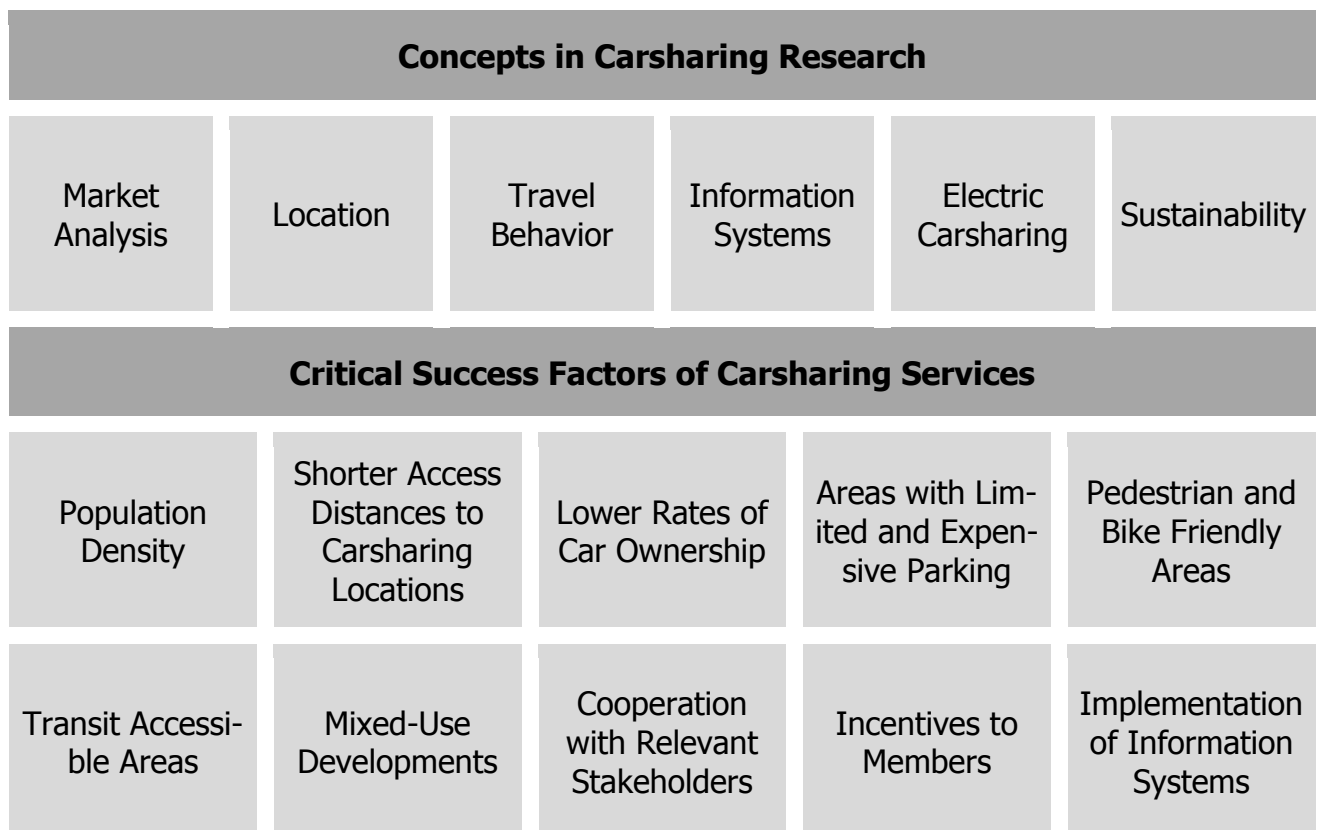 Concepts in Carsharing Research
Market
Analysis
Location
Travel
Behavior
Information
Systems
Electric
Carsharing
Sustainability
Critical Success Factors of Carsharing Services
Population
Density
Shorter Access
Distances to
Carsharing
Locations
Lower Rates of
Car Ownership
Areas with Lim-
ited and Expen-
sive Parking
Pedestrian and
Bike Friendly
Areas
Transit Accessi-
ble Areas
Mixed-Use
Developments
Cooperation
with Relevant
Stakeholders
Incentives to
Members
Implementation
of Information
Systems